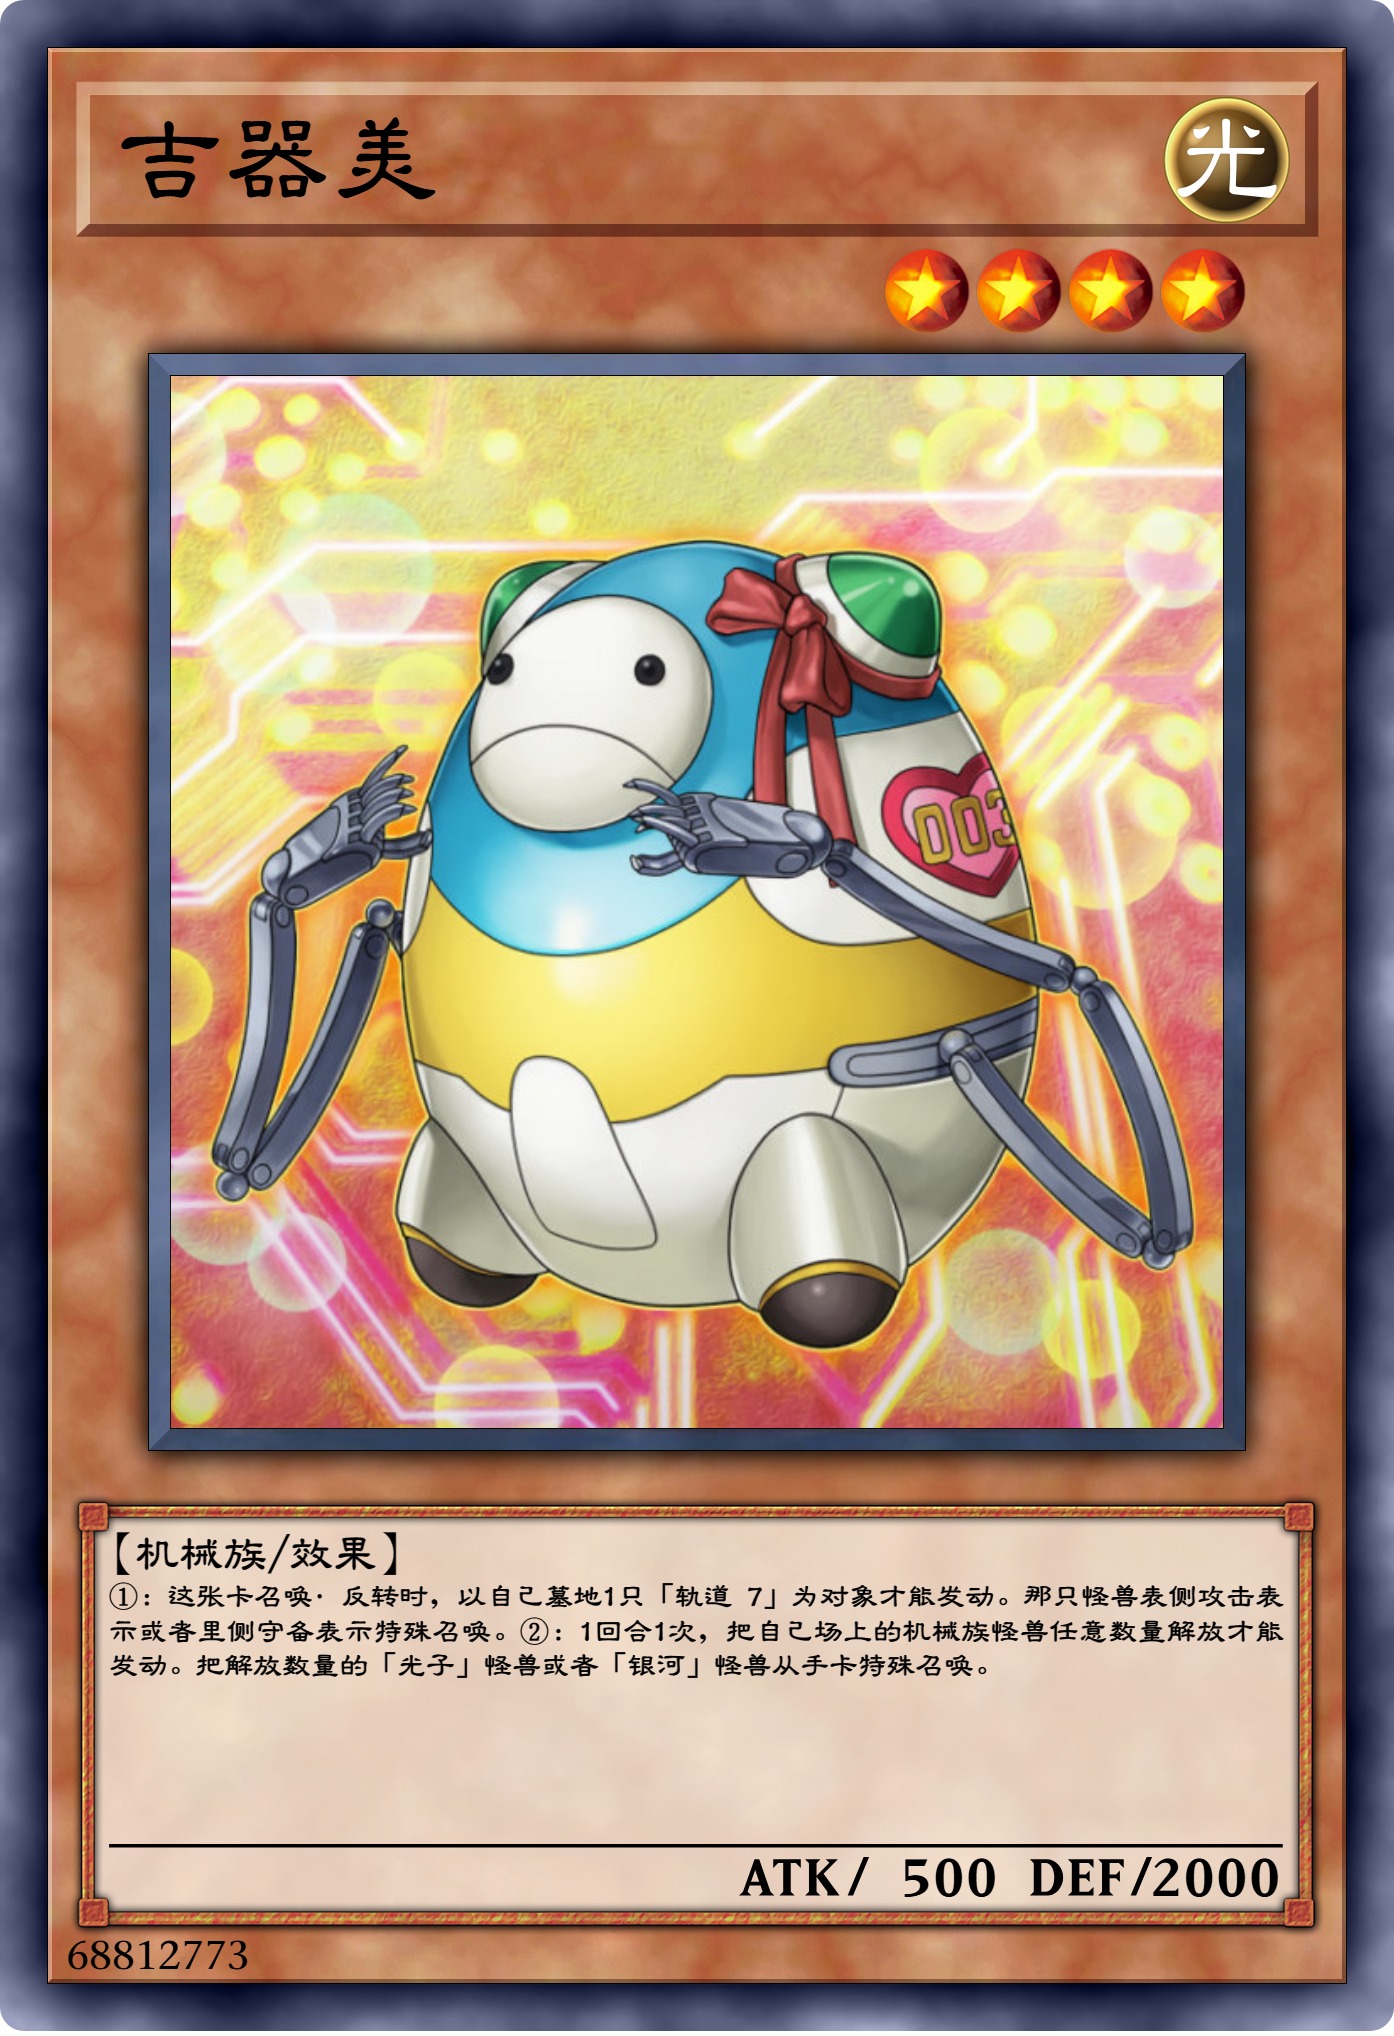 吉器美
光
003
【机械族/效果】
①：这张卡召唤·反转时，以自己墓地1只「轨道 7」为对象才能发动。那只怪兽表侧攻击表
示或者里侧守备表示特殊召唤。②：1回合1次，把自己场上的机械族怪兽任意数量解放才能
发动。把解放数量的「光子」怪兽或者「银河」怪兽从手卡特殊召唤。
ATK/ 500 DEF/2000
68812773